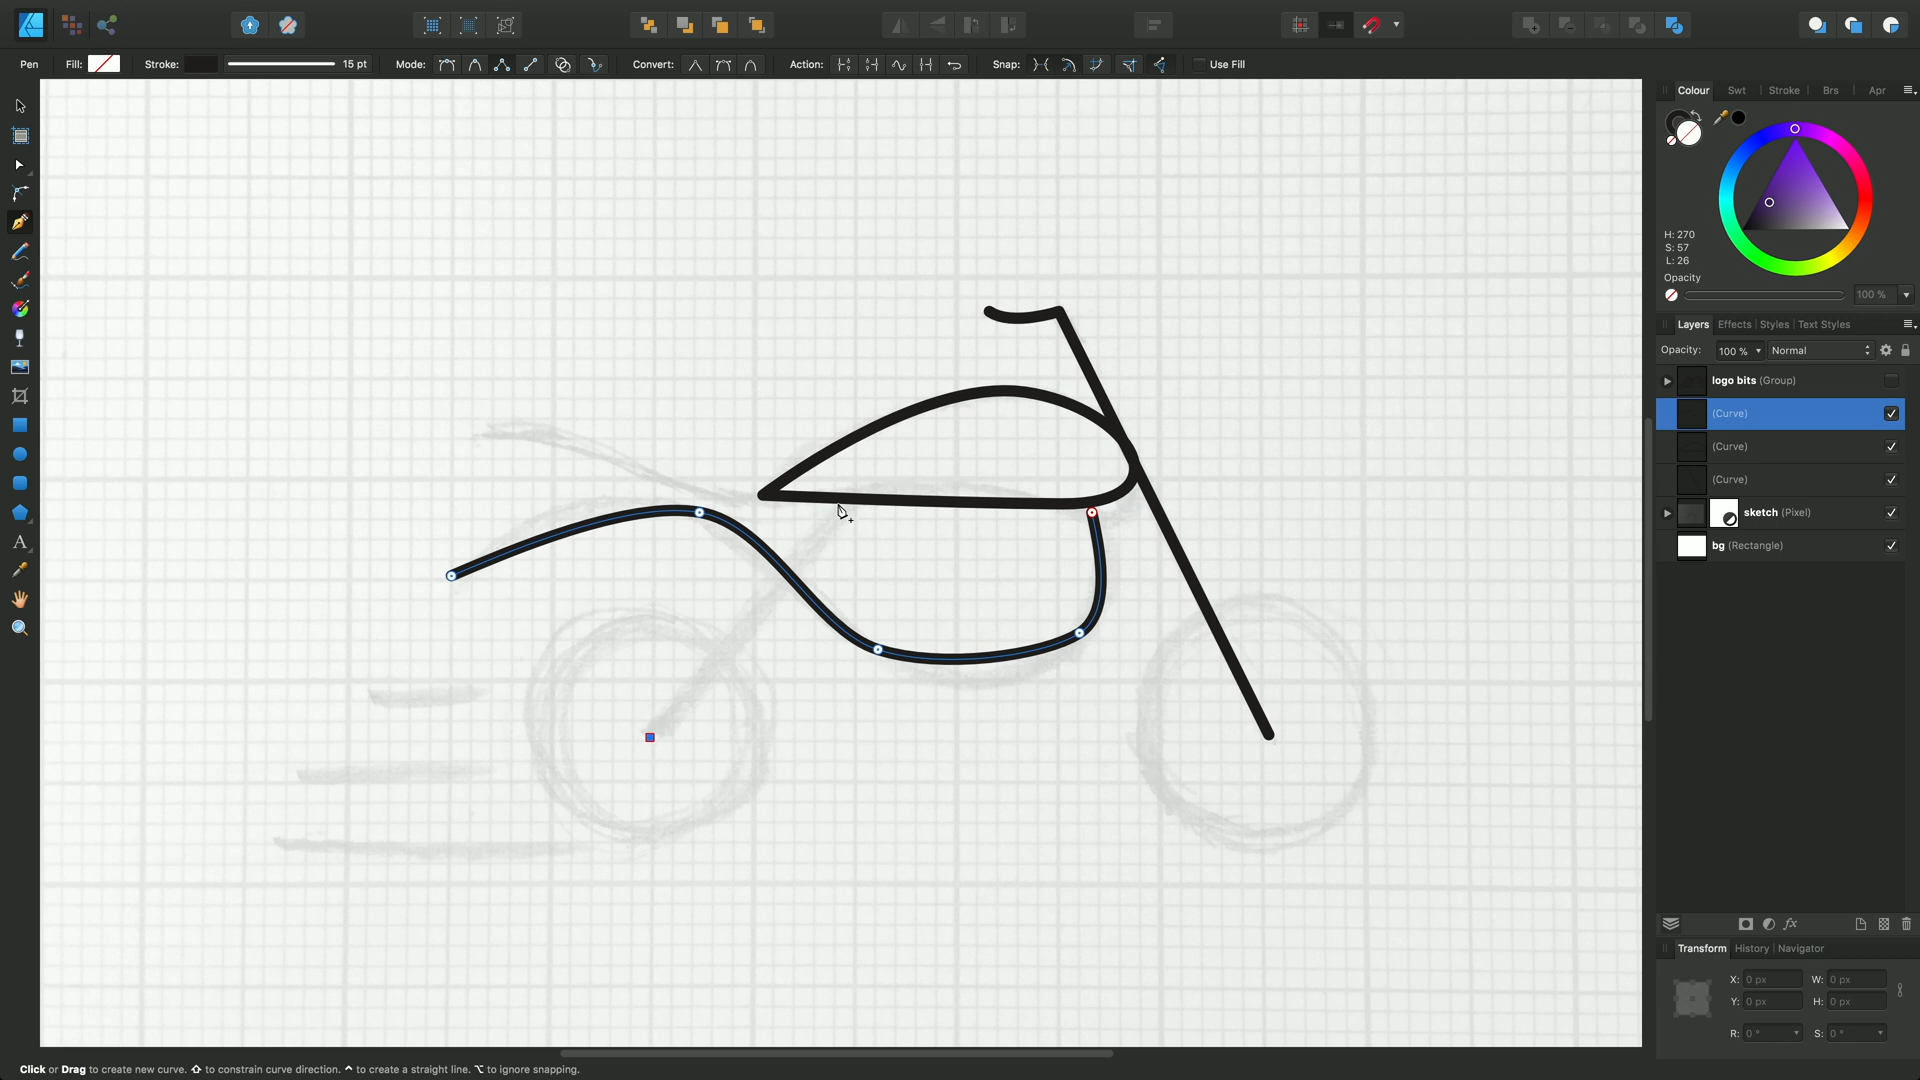 Pen
Fill:
Stroke:
15 pt
Mode:
Convert:
Action:
Snap:
Use Fill
Colour
Swt
Stroke
Brs
Apr
H: 270
S: 57
L: 26
Opacity
100 %
Layers
Effects
Styles
Text Styles
Opacity:
100 %
Normal
logo bits (Group)
(Curve)
(Curve)
(Curve)
sketch (Pixel)
bg (Rectangle)
fx
Transform
History
Navigator
X: 0 px
W: 0 px
Y: 0 px
H: 0 px
R: 0 °
S: 0 °
Click or Drag to create new curve. ⇧ to constrain curve direction. ^ to create a straight line. ⌥ to ignore snapping.